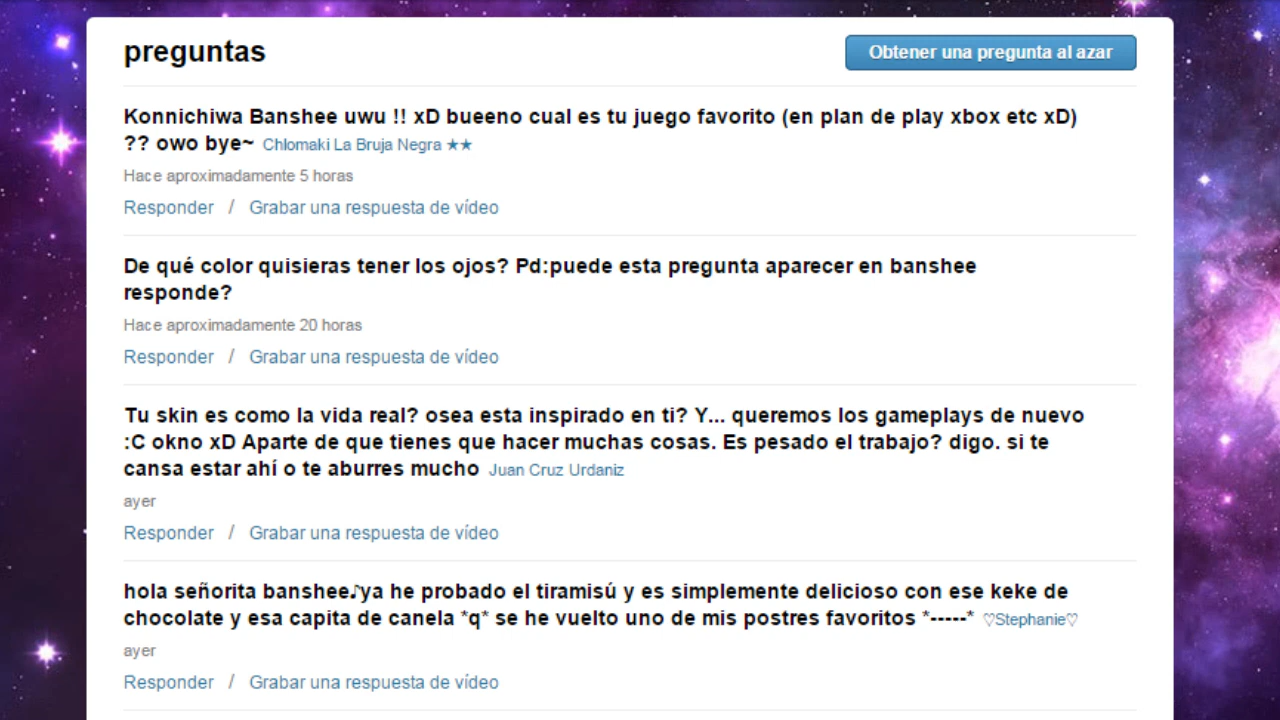 preguntas
Obtener una pregunta al azar
Konnichiwa Banshee uwu !! xD bueeno cual es tu juego favorito (en plan de play xbox etc xD)
?? owo bye~ Chlomaki La Bruja Negra ★★
Hace aproximadamente 5 horas
Responder / Grabar una respuesta de vídeo
De qué color quisieras tener los ojos? Pd:puede esta pregunta aparecer en banshee
responde?
Hace aproximadamente 20 horas
Responder / Grabar una respuesta de vídeo
Tu skin es como la vida real? osea esta inspirado en ti? Y... queremos los gameplays de nuevo
:C okno xD Aparte de que tienes que hacer muchas cosas. Es pesado el trabajo? digo. si te
cansa estar ahí o te aburres mucho Juan Cruz Urdaniz
ayer
Responder / Grabar una respuesta de vídeo
hola señorita banshee♪ya he probado el tiramisú y es simplemente delicioso con ese keke de
chocolate y esa capita de canela *q* se he vuelto uno de mis postres favoritos *-----* ♡Stephanie♡
ayer
Responder / Grabar una respuesta de vídeo